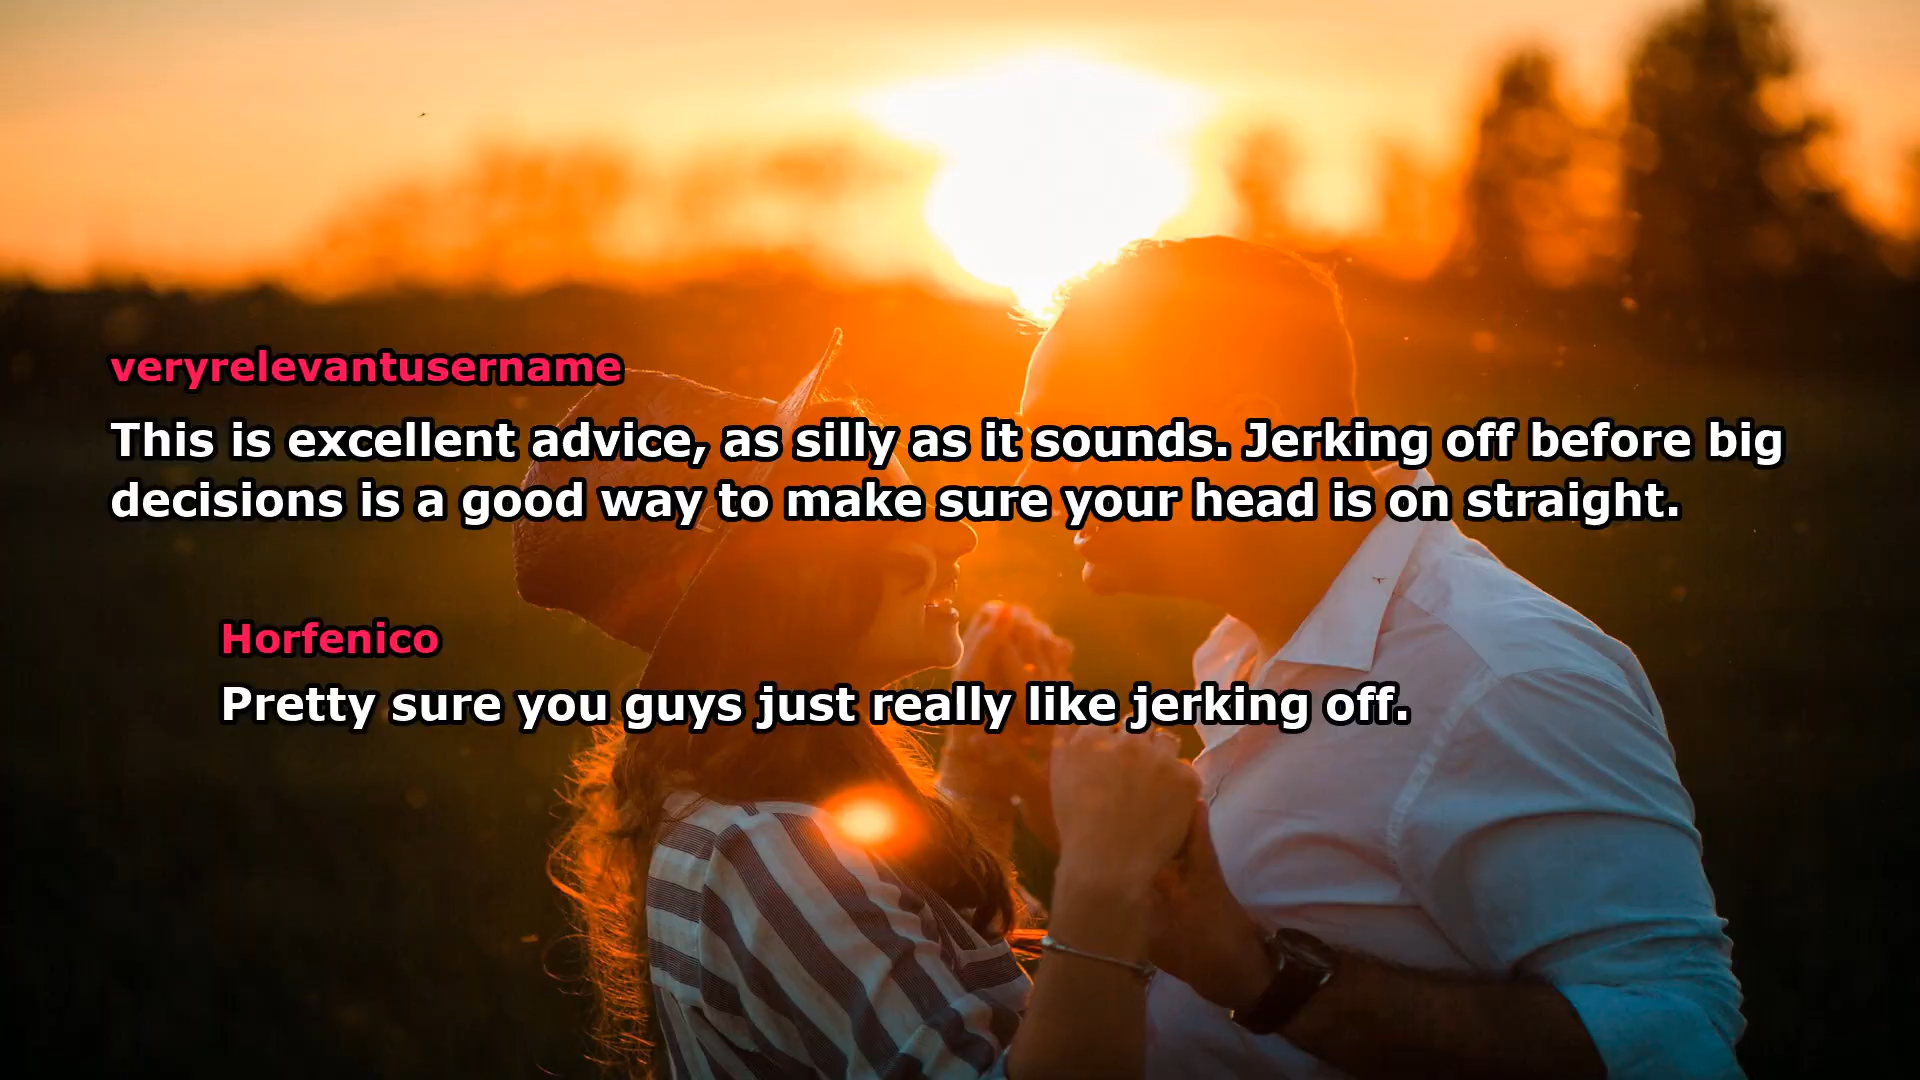 veryrelevantusername
This is excellent advice, as silly as it sounds. Jerking off before big
decisions is a good way to make sure your head is on straight.
Horfenico
Pretty sure you guys just really like jerking off.